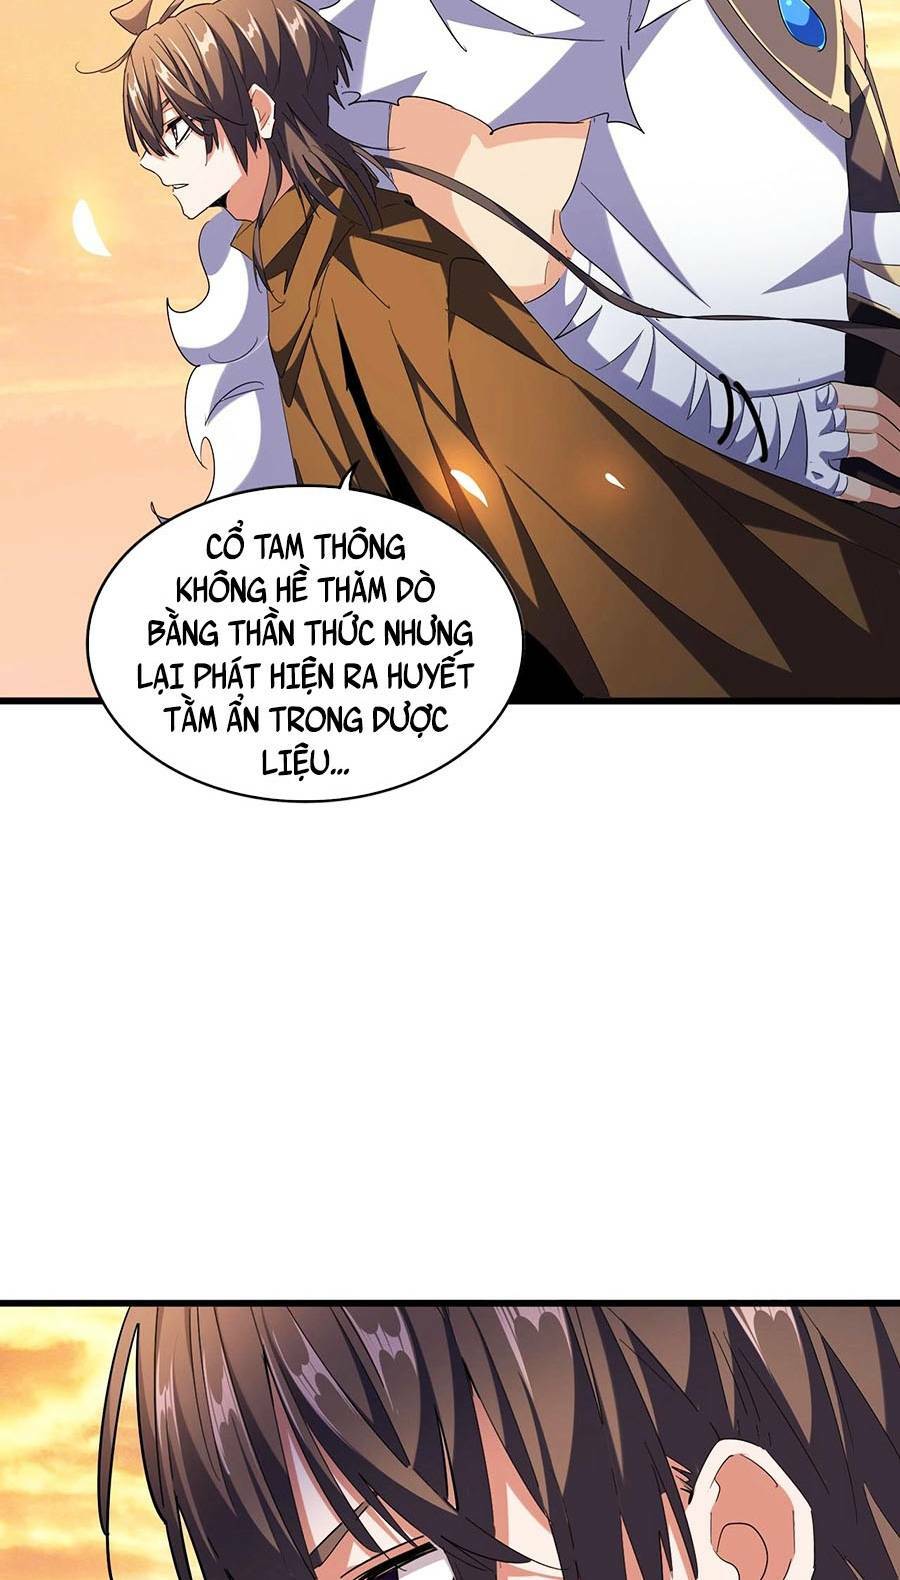 CỔ TAM THÔNG
KHÔNG HỀ THĂM DÒ
BẰNG THẦN THỨC NHƯNG
LẠI PHÁT HIỆN RA HUYẾT
TẰM ẨN TRONG DƯỢC
LIỆU...